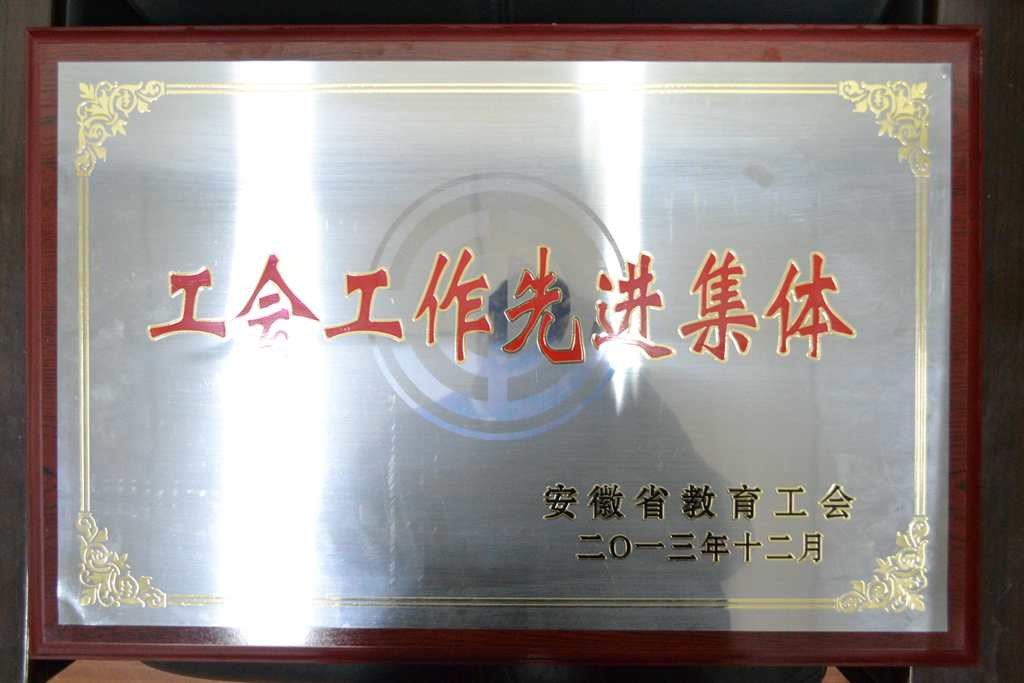 工会工作先进集体
安徽省教育工会
二〇一三年十二月